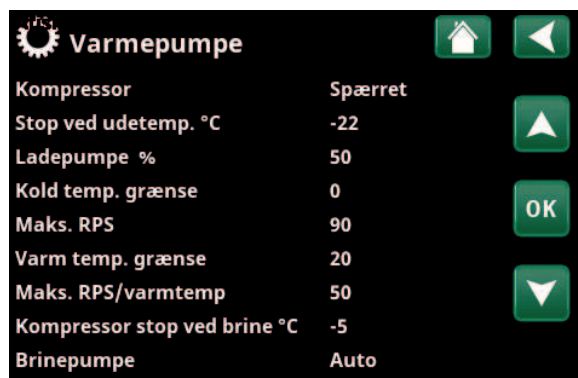 Varmepumpe
Kompressor Spærret
Stop ved udetemp. °C -22
Ladepumpe % 50
Kold temp. grænse 0
Maks. RPS 90
Varm temp. grænse 20
Maks. RPS/varmtemp 50
Kompressor stop ved brine °C -5
Brinepumpe Auto
OK